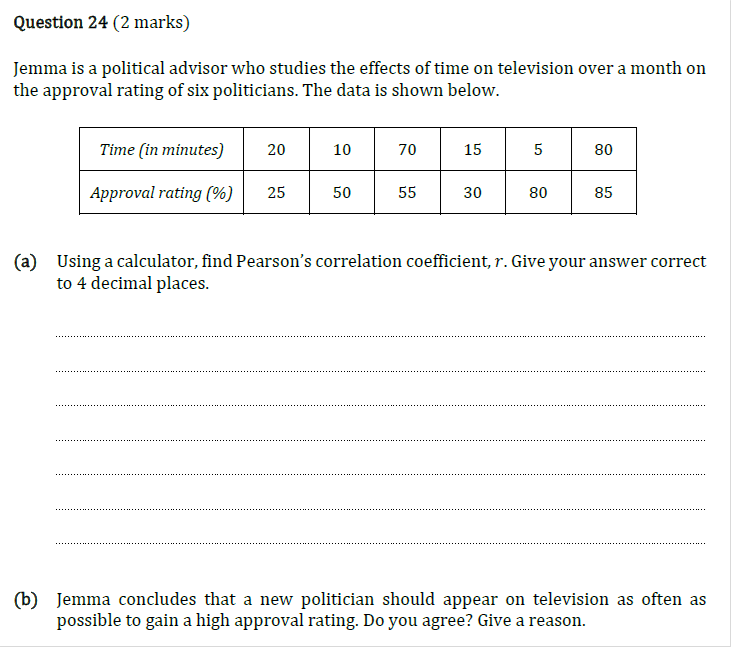 Question 24 (2 marks)
Jemma is a political advisor who studies the effects of time on television over a month on
the approval rating of six politicians. The data is shown below.
Time (in minutes) 20 10 70 15 5 80
Approval rating (%) 25 50 55 30 80 85
(a) Using a calculator, find Pearson's correlation coefficient, r. Give your answer correct
to 4 decimal places.
(b) Jemma concludes that a new politician should appear on television as often as
possible to gain a high approval rating. Do you agree? Give a reason.